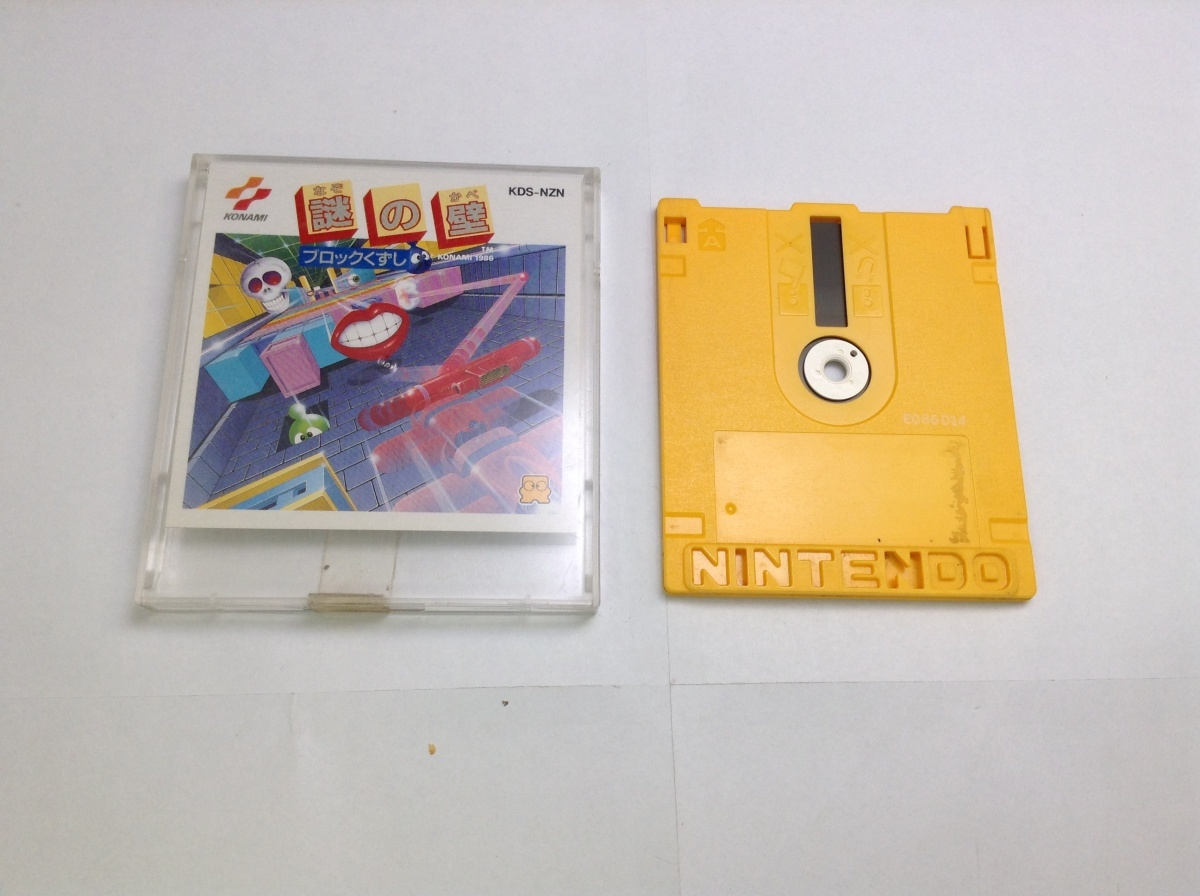 KONAMI
なぞ かべ
謎の壁
KDS-NZN
ブロックくずし
TM
© KONAMI 1986
A
NINTENDO